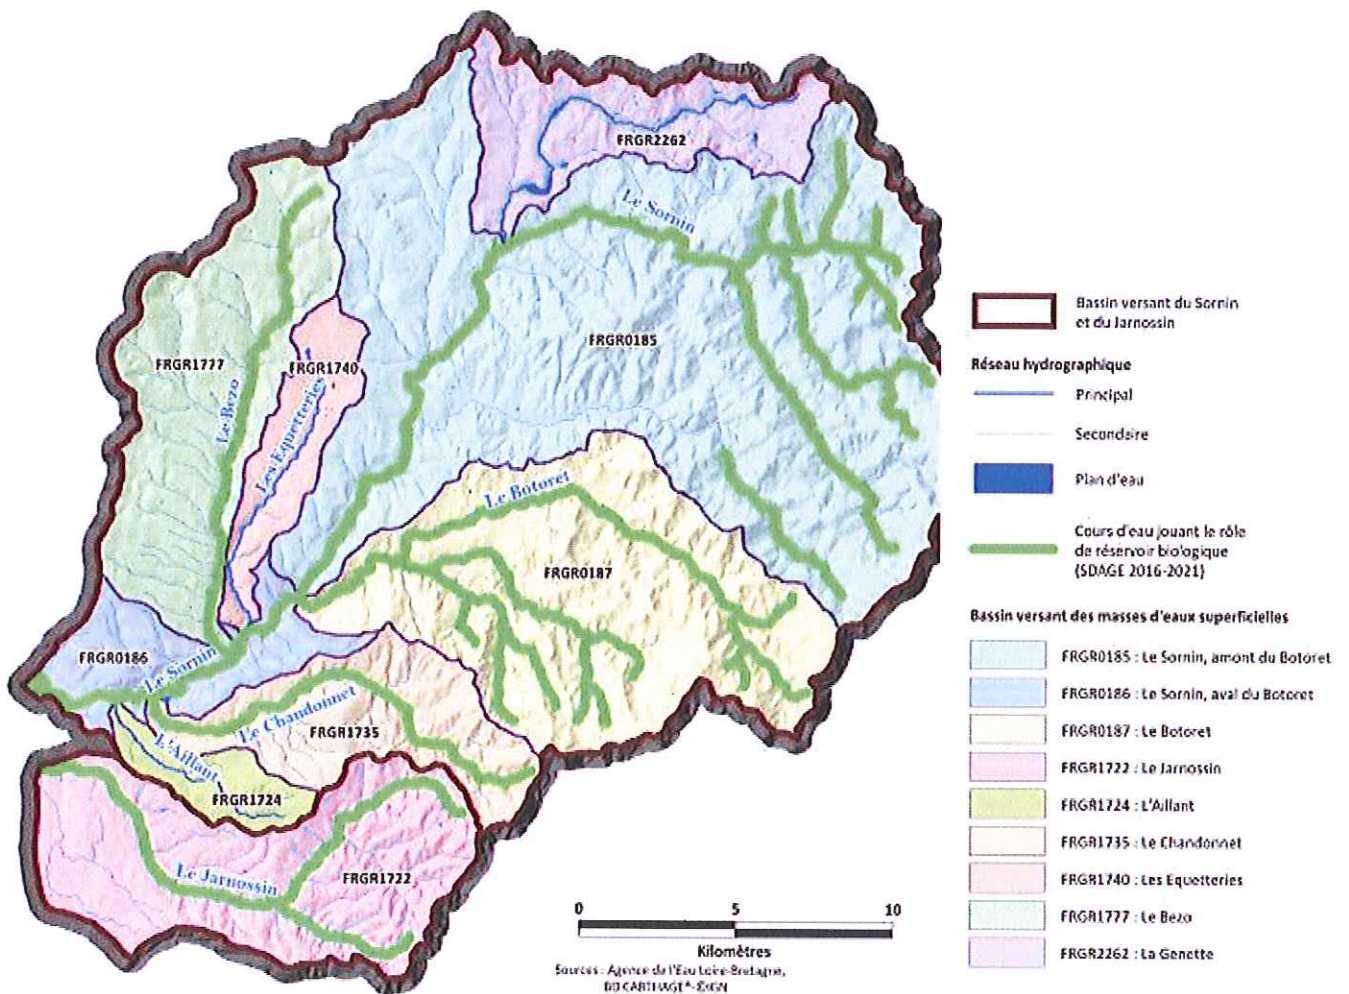 FRGR2262
Le Sornin
FRGR0185
FRGR1777
FRGR1740
Le Bezo
Les Equetteries
Le Botoret
FRGR0187
FRGR0186
Le Sornin
Le Chandonnet
FRGR1735
L'Aillant
FRGR1724
Le Jarnossin
FRGR1722
0 5 10
Kilomètres
Sources : Agence de l'Eau Loire-Bretagne,
BD CARTHAGE®-©IGN
Bassin versant du Sornin
et du Jarnossin
Réseau hydrographique
Principal
Secondaire
Plan d'eau
Cours d'eau jouant le rôle
de réservoir biologique
(SDAGE 2016-2021)
Bassin versant des masses d'eaux superficielles
FRGR0185 : Le Sornin, amont du Botoret
FRGR0186 : Le Sornin, aval du Botoret
FRGR0187 : Le Botoret
FRGR1722 : Le Jarnossin
FRGR1724 : L'Aillant
FRGR1735 : Le Chandonnet
FRGR1740 : Les Equetteries
FRGR1777 : Le Bezo
FRGR2262 : La Genette